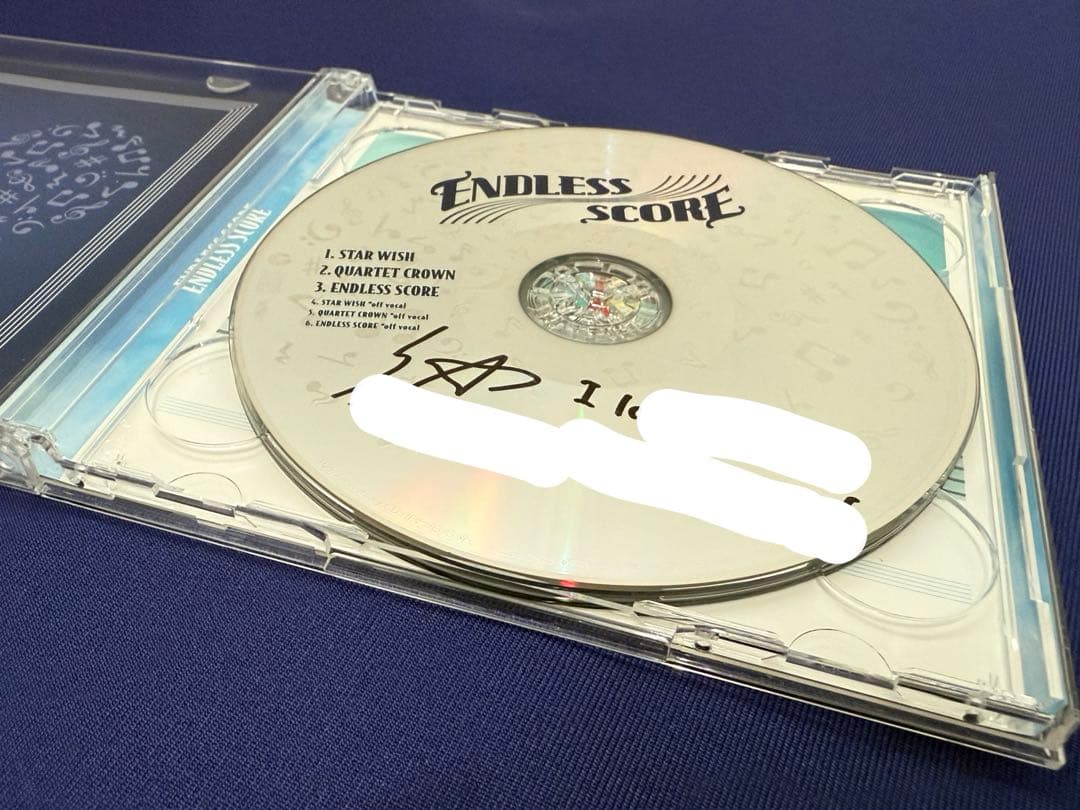 ENDLESS
SCORE
1. STAR WISH
2. QUARTET CROWN
3. ENDLESS SCORE
4. STAR WISH *off vocal
5. QUARTET CROWN *off vocal
6. ENDLESS SCORE *off vocal
I
ENDLESS SCORE